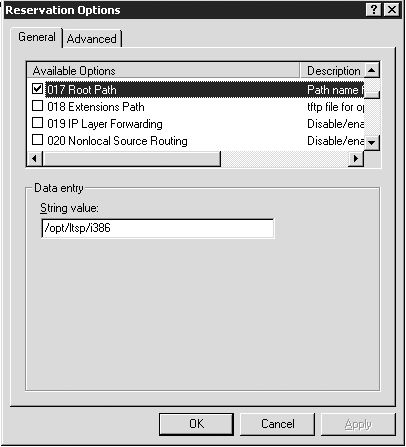 Reservation Options
General Advanced
Available Options Description
017 Root Path Path name
018 Extensions Path tftp file for op
019 IP Layer Forwarding Disable/ena
020 Nonlocal Source Routing Disable/ena
Data entry
String value:
/opt/ltsp/i386
OK Cancel Apply